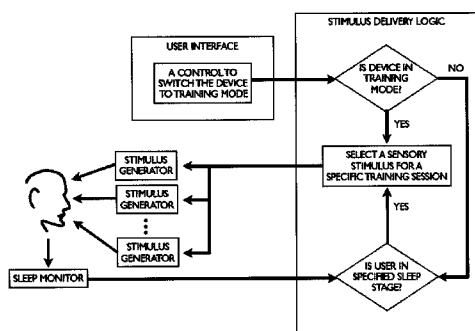 STIMULUS DELIVERY LOGIC
USER INTERFACE
A CONTROL TO
SWITCH THE DEVICE
TO TRAINING MODE
IS DEVICE IN
TRAINING
MODE?
NO
YES
STIMULUS
GENERATOR
STIMULUS
GENERATOR
STIMULUS
GENERATOR
SELECT A SENSORY
STIMULUS FOR A
SPECIFIC TRAINING SESSION
YES
SLEEP MONITOR
IS USER IN
SPECIFIED SLEEP
STAGE?